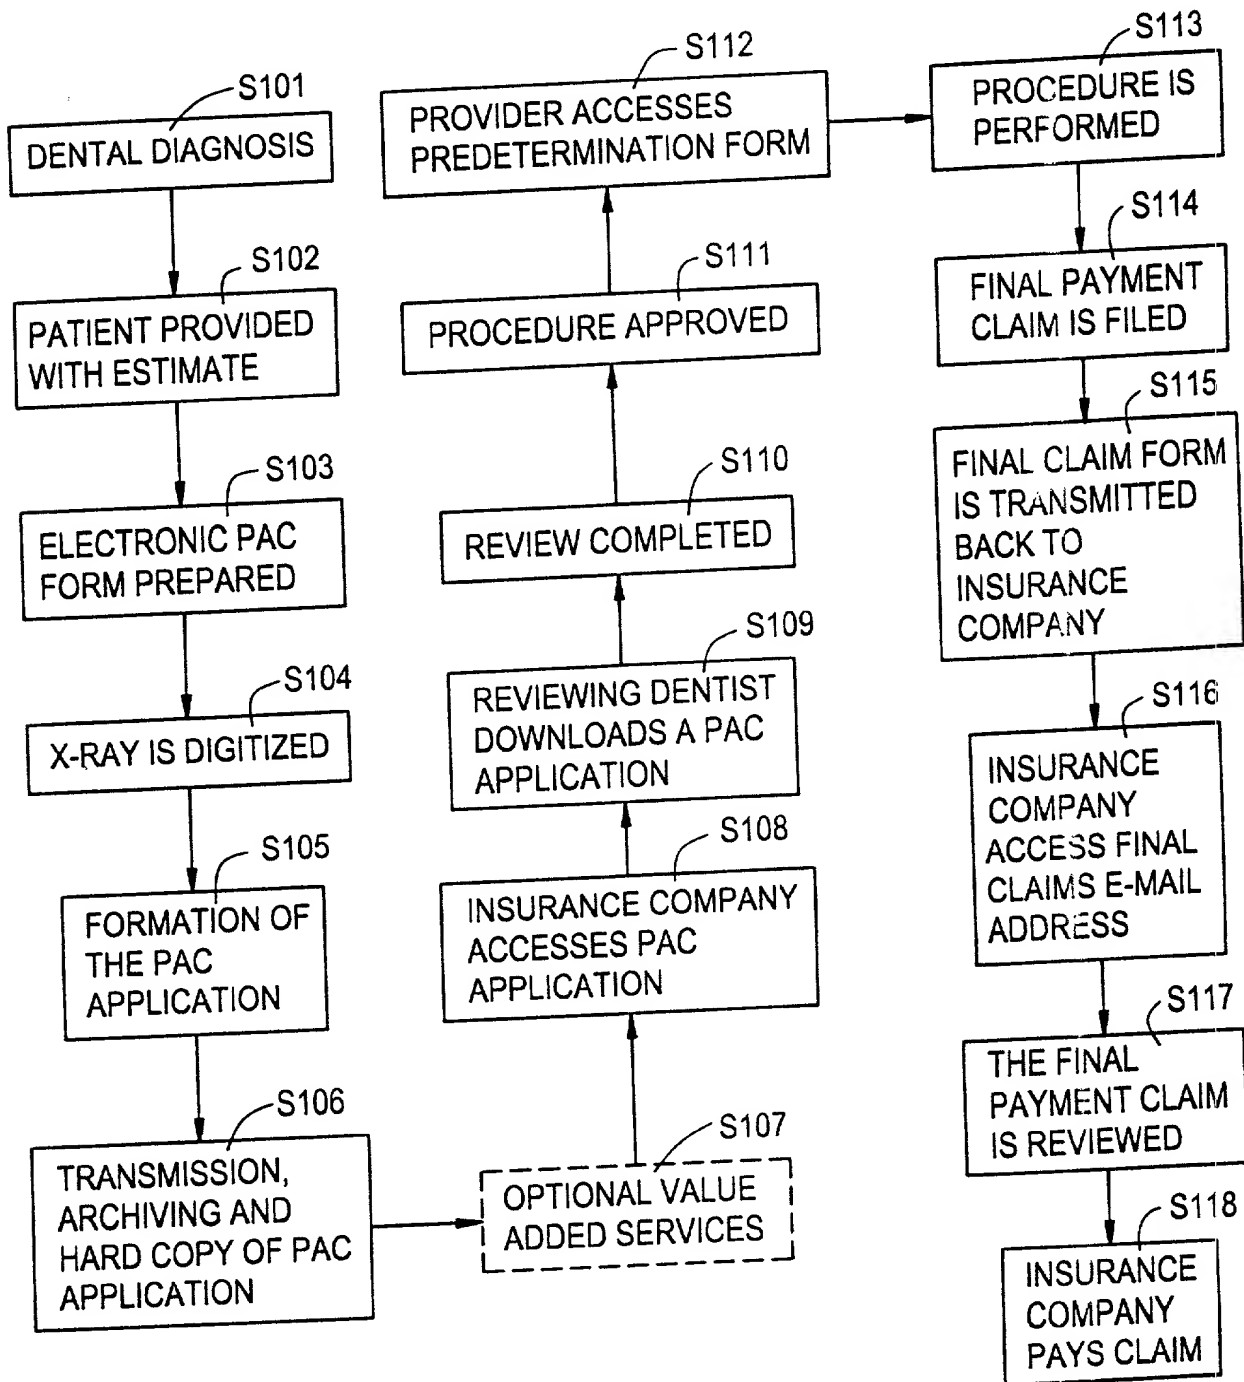 S101
DENTAL DIAGNOSIS
S102
PATIENT PROVIDED
WITH ESTIMATE
S103
ELECTRONIC PAC
FORM PREPARED
S104
X-RAY IS DIGITIZED
S105
FORMATION OF
THE PAC
APPLICATION
S106
TRANSMISSION,
ARCHIVING AND
HARD COPY OF PAC
APPLICATION
S107
OPTIONAL VALUE
ADDED SERVICES
S108
INSURANCE COMPANY
ACCESSES PAC
APPLICATION
S109
REVIEWING DENTIST
DOWNLOADS A PAC
APPLICATION
S110
REVIEW COMPLETED
S111
PROCEDURE APPROVED
S112
PROVIDER ACCESSES
PREDETERMINATION FORM
S113
PROCEDURE IS
PERFORMED
S114
FINAL PAYMENT
CLAIM IS FILED
S115
FINAL CLAIM FORM
IS TRANSMITTED
BACK TO
INSURANCE
COMPANY
S116
INSURANCE
COMPANY
ACCESS FINAL
CLAIMS E-MAIL
ADDRESS
S117
THE FINAL
PAYMENT CLAIM
IS REVIEWED
S118
INSURANCE
COMPANY
PAYS CLAIM